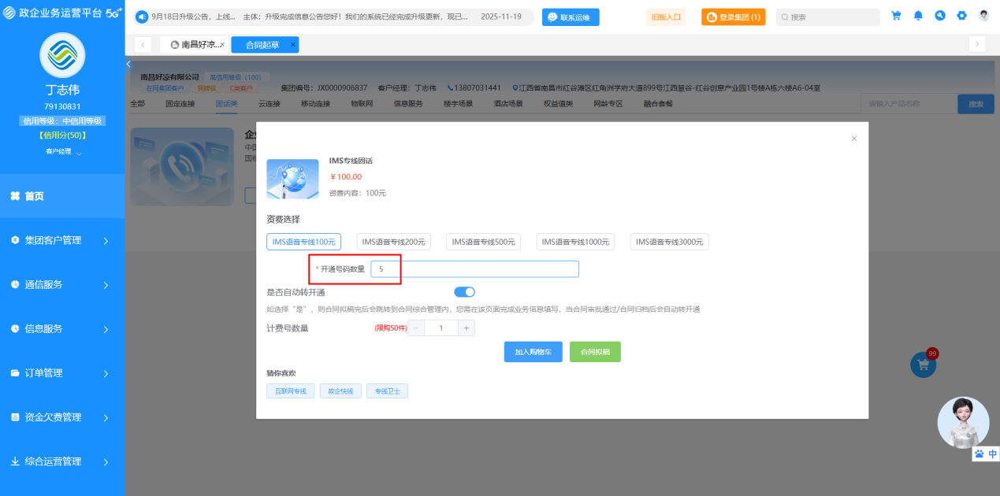 政企业务运营平台 5G
9月18日升级公告，上线... 主体：升级完成信息公告您好！我们的系统已经完成升级更新，现已... 2025-11-19
联系运维
旧版入口
登录集团 (1)
搜索
南昌好凉...×
合同起草 ×
丁志伟
79130831
信用等级：中信用等级
【信用分(50)】
客户经理
首页
集团客户管理
通信服务
信息服务
订单管理
资金欠费管理
综合运营管理
南昌好凉有限公司 高信用等级（100）
在网集团客户 铜牌级 C类客户 集团编号：JX0000906837 客户经理：丁志伟 13807031441 江西省南昌市红谷滩区红角洲学府大道899号江西慧谷-红谷创意产业园1号楼A栋六楼A6-04室
全部 固定连接 固话类 云连接 移动连接 物联网 信息服务 楼宇场景 酒店场景 权益值类 网龄专区 融合套餐
请输入产品名称 搜索
中国
国
IMS专线固话
￥100.00
资费内容：100元
资费选择
IMS语音专线100元 IMS语音专线200元 IMS语音专线500元 IMS语音专线1000元 IMS语音专线3000元
* 开通号码数量 5
是否自动转开通
如选择“是”，则合同拟稿完后会跳转到合同综合管理内，您需在该页面完成业务信息填写，当合同审批通过/合同归档后会自动转开通
计费号数量 (限购50件) − 1 +
加入购物车 合同拟稿
猜你喜欢
互联网专线 政企快线 专线卫士
99
中